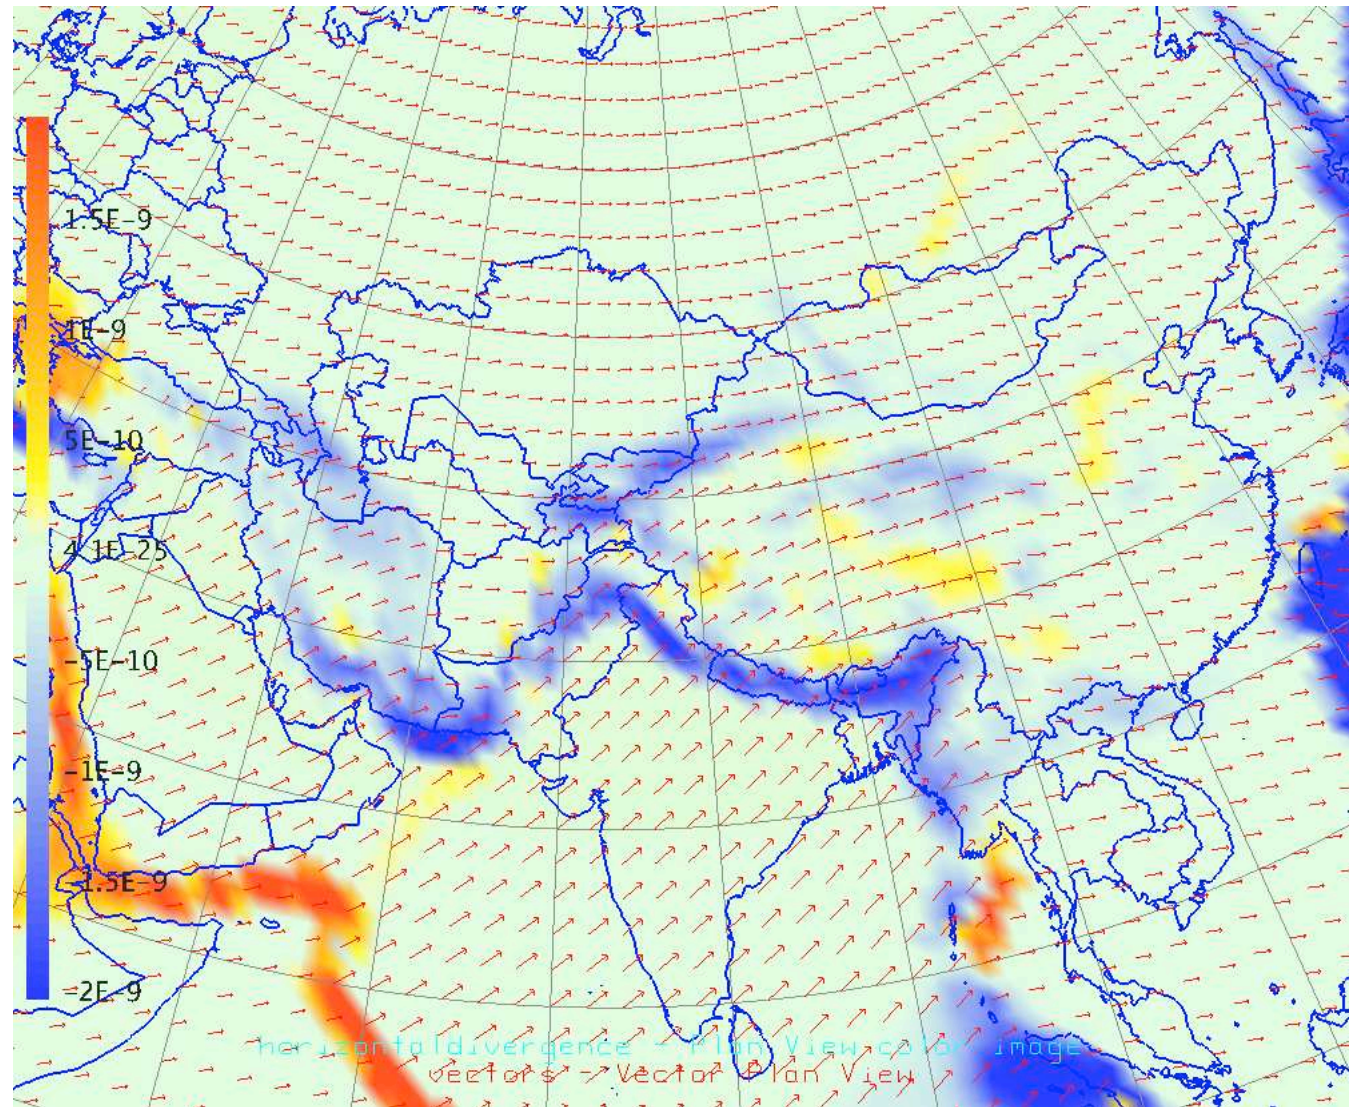 1.5E-9
1E-9
5E-10
4.1E-25
-5E-10
-1E-9
-1.5E-9
-2E-9
horizontaldivergence - Plan View color image
vectors - Vector Plan View